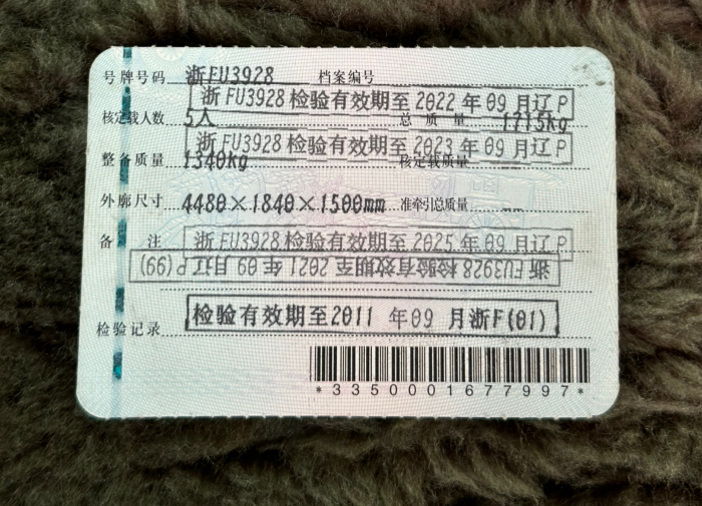 号牌号码 浙FU3928 档案编号
浙FU3928检验有效期至2022年09月辽P
核定载人数 5人 总质量 1715kg
浙FU3928检验有效期至2023年09月辽P
整备质量 1340kg 核定载质量 --
外廓尺寸 4480×1840×1500mm 准牵引总质量 --
备注 浙FU3928检验有效期至2025年09月辽P
浙FU3928检验有效期至2021年09月辽P(99)
检验记录 检验有效期至2011年09月浙F(01)
*3350001677997*